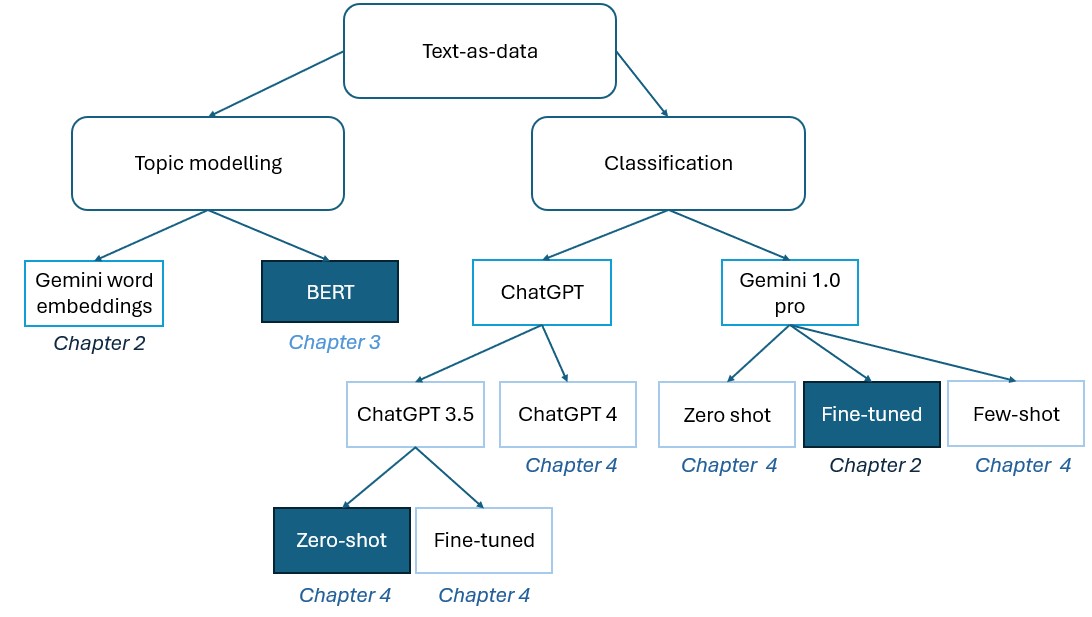 Text-as-data
Topic modelling
Classification
Gemini word
embeddings
BERT
ChatGPT
Gemini 1.0
pro
Chapter 2
Chapter 3
ChatGPT 3.5
ChatGPT 4
Zero shot
Fine-tuned
Few-shot
Chapter 4
Chapter 4
Chapter 2
Chapter 4
Zero-shot
Fine-tuned
Chapter 4
Chapter 4